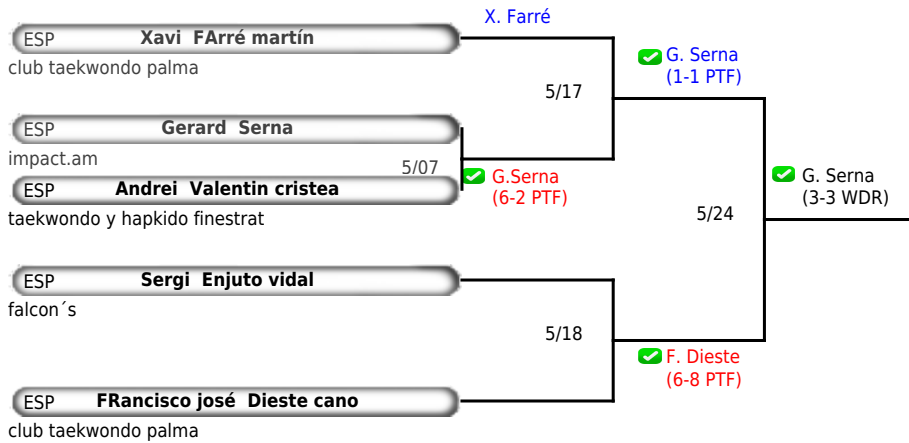 X. Farré
ESP Xavi FArré martín
club taekwondo palma
G. Serna
(1-1 PTF)
5/17
ESP Gerard Serna
impact.am
5/07
G.Serna
(6-2 PTF)
ESP Andrei Valentin cristea
taekwondo y hapkido finestrat
G. Serna
(3-3 WDR)
5/24
ESP Sergi Enjuto vidal
falcon´s
5/18
F. Dieste
(6-8 PTF)
ESP FRancisco josé Dieste cano
club taekwondo palma